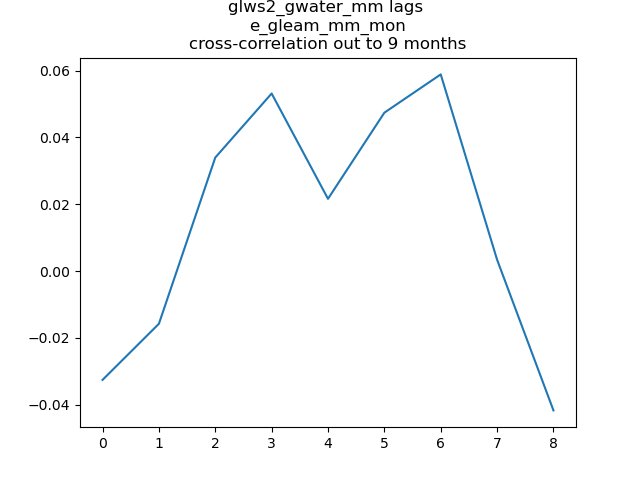 glws2_gwater_mm lags
e_gleam_mm_mon
cross-correlation out to 9 months
0.06
0.04
0.02
0.00
−0.02
−0.04
0 1 2 3 4 5 6 7 8